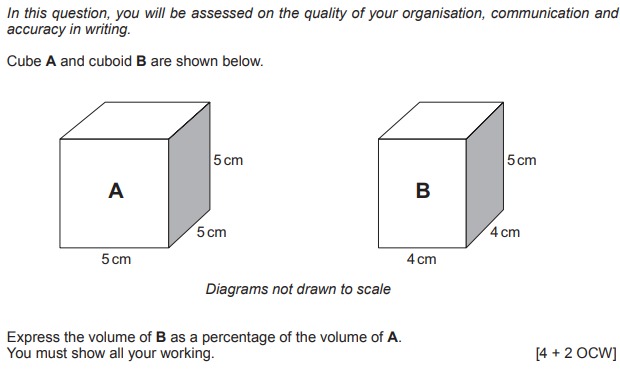 In this question, you will be assessed on the quality of your organisation, communication and
accuracy in writing.
Cube A and cuboid B are shown below.
A
5 cm
5 cm
5 cm
B
5 cm
4 cm
4 cm
Diagrams not drawn to scale
Express the volume of B as a percentage of the volume of A.
You must show all your working.
[4 + 2 OCW]